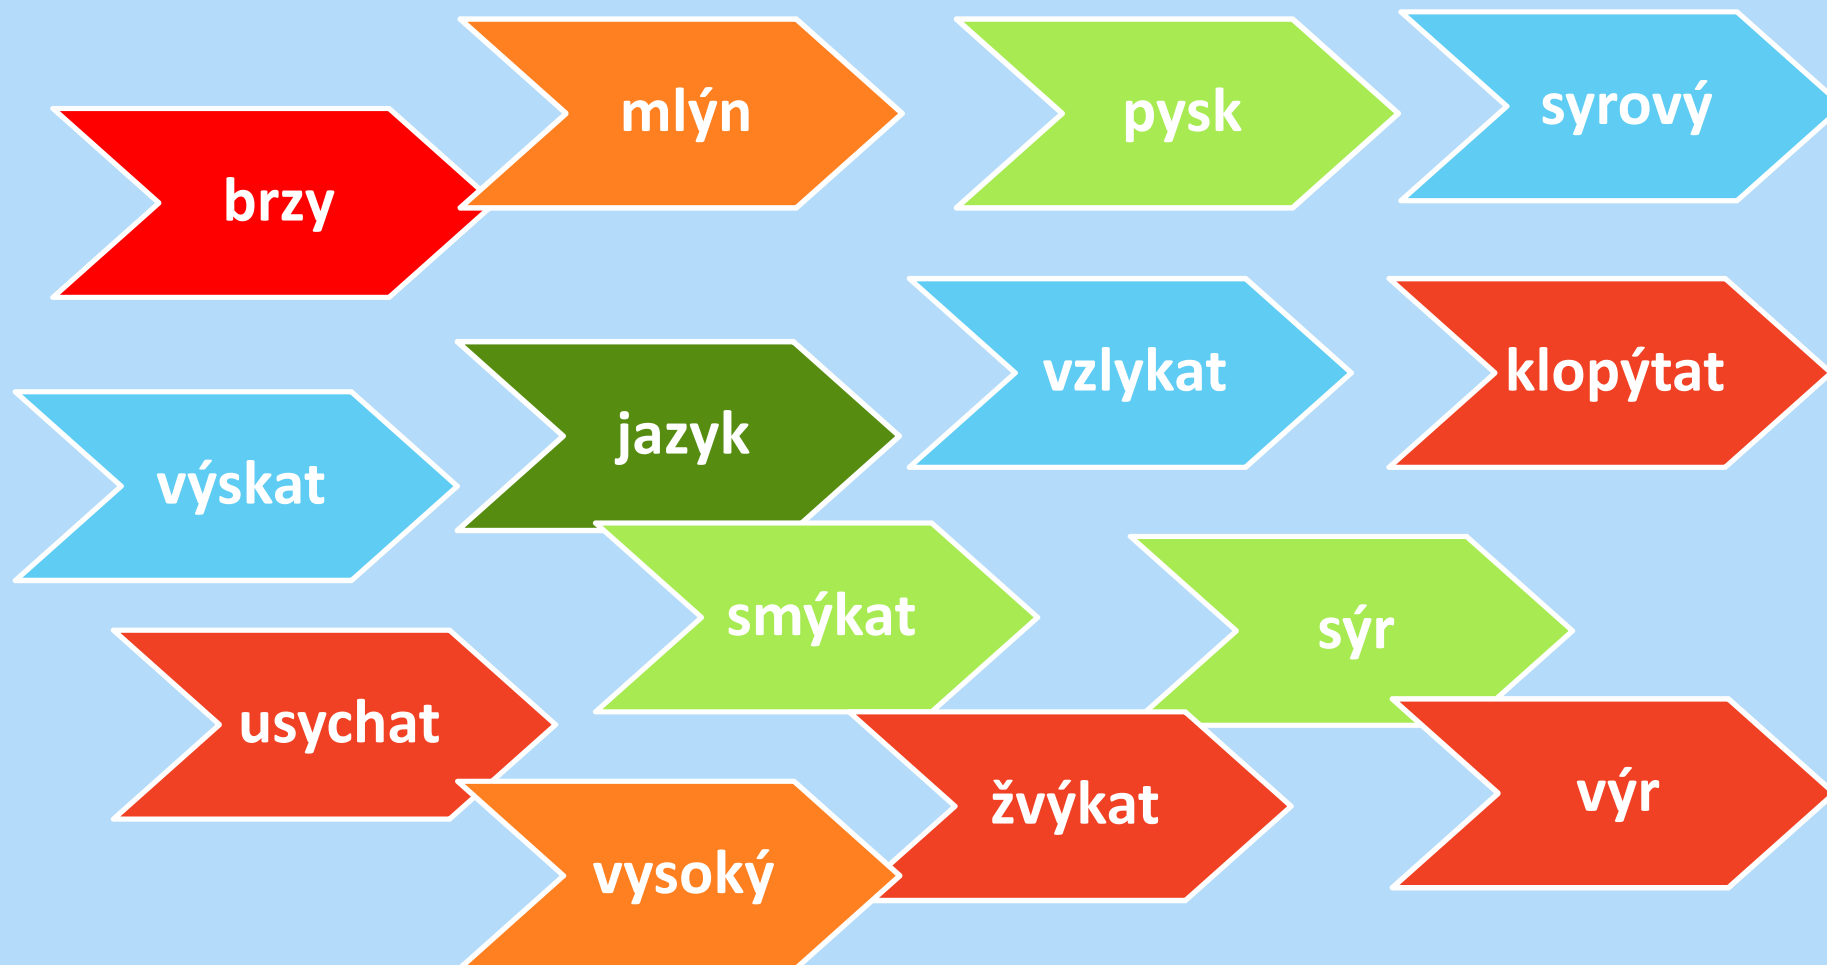 brzy
mlýn
pysk
syrový
výskat
jazyk
vzlykat
klopýtat
smýkat
sýr
usychat
vysoký
žvýkat
výr